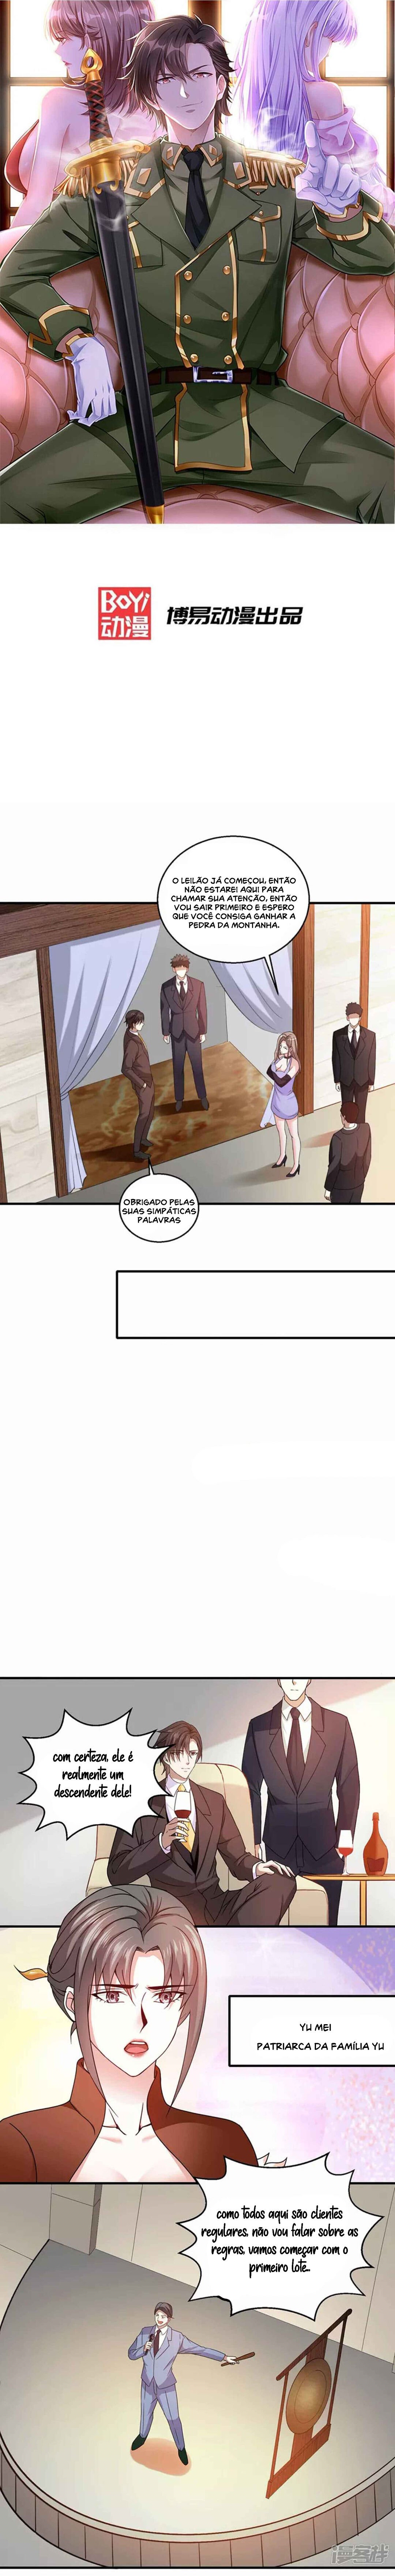 BOYi
动漫
博易动漫出品
O LEILÃO JÁ COMEÇOU, ENTÃO
NÃO ESTAREI AQUI PARA
CHAMAR SUA ATENÇÃO, ENTÃO
VOU SAIR PRIMEIRO E ESPERO
QUE VOCÊ CONSIGA GANHAR A
PEDRA DA MONTANHA.
OBRIGADO PELAS
SUAS SIMPÁTICAS
PALAVRAS
com certeza, ele é
realmente um
descendente dele!
YU MEI
PATRIARCA DA FAMÍLIA YU
como todos aqui são clientes
regulares, não vou falar sobre as
regras, vamos começar com o
primeiro lote..
漫客栈